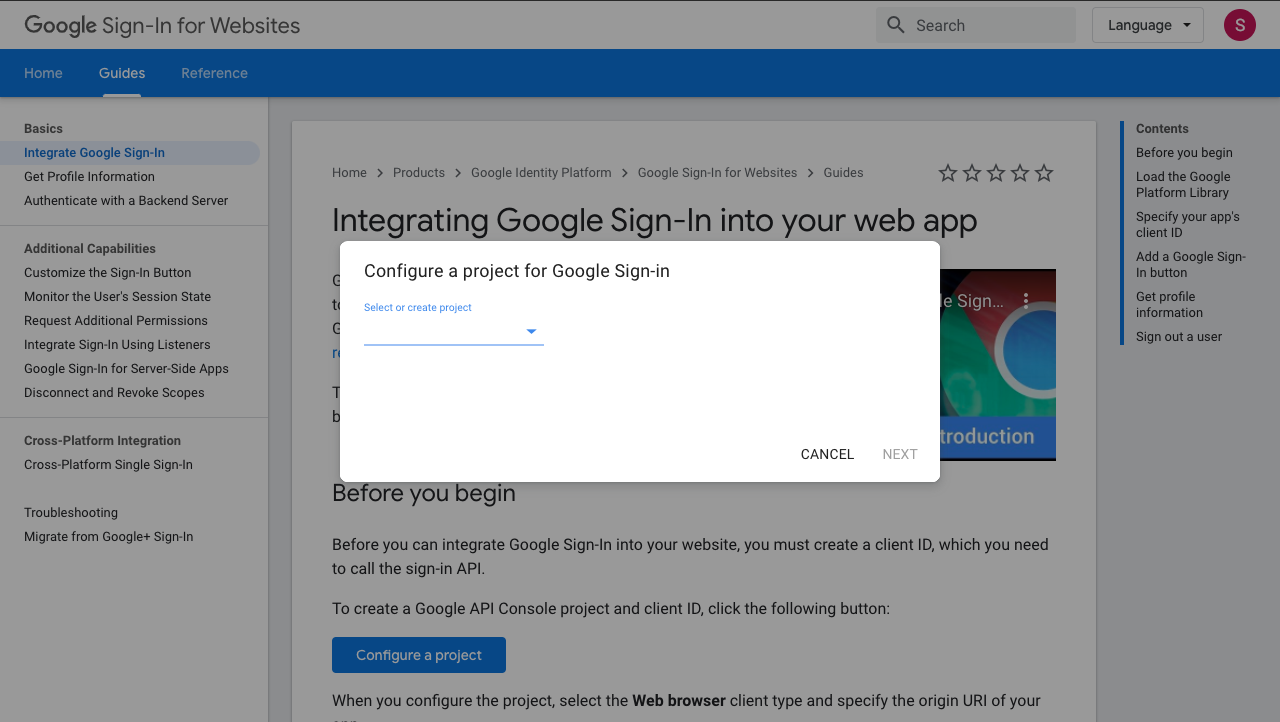 Google Sign-In for Websites
Search
Language
S
Home
Guides
Reference
Basics
Integrate Google Sign-In
Get Profile Information
Authenticate with a Backend Server
Additional Capabilities
Customize the Sign-In Button
Monitor the User's Session State
Request Additional Permissions
Integrate Sign-In Using Listeners
Google Sign-In for Server-Side Apps
Disconnect and Revoke Scopes
Cross-Platform Integration
Cross-Platform Single Sign-In
Troubleshooting
Migrate from Google+ Sign-In
Home > Products > Google Identity Platform > Google Sign-In for Websites > Guides
Integrating Google Sign-In into your web app
Configure a project for Google Sign-in
Select or create project
CANCEL
NEXT
le Sign...
troduction
Before you begin
Before you can integrate Google Sign-In into your website, you must create a client ID, which you need
to call the sign-in API.
To create a Google API Console project and client ID, click the following button:
Configure a project
When you configure the project, select the Web browser client type and specify the origin URI of your
Contents
Before you begin
Load the Google
Platform Library
Specify your app's
client ID
Add a Google Sign-
In button
Get profile
information
Sign out a user